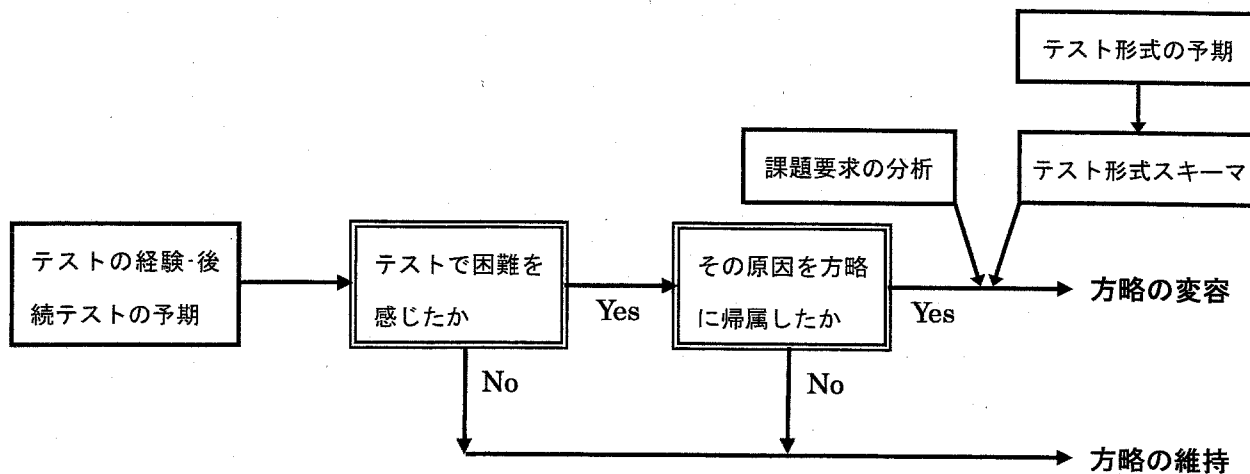 テスト形式の予期
課題要求の分析
テスト形式スキーマ
テストの経験-後
続テストの予期
テストで困難を
感じたか
Yes
その原因を方略
に帰属したか
Yes
方略の変容
No
No
方略の維持